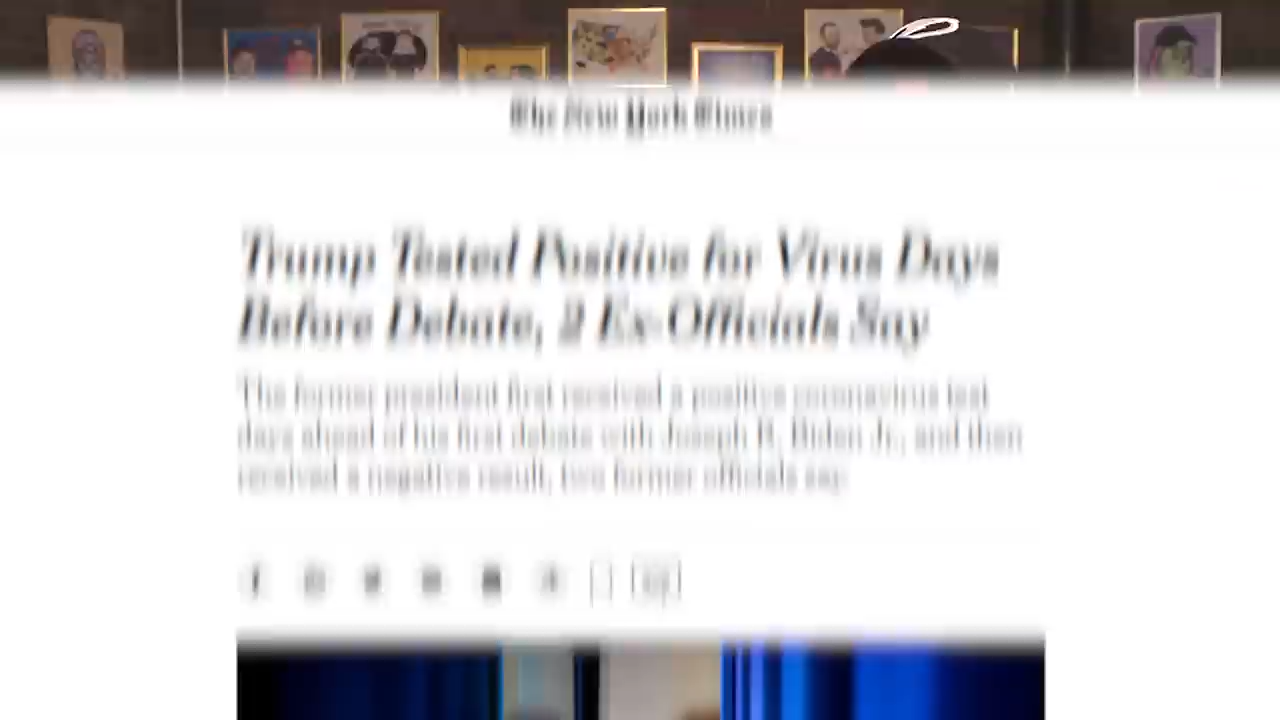 The New York Times
Trump Tested Positive for Virus Days
Before Debate, 2 Ex-Officials Say
The former president first received a positive coronavirus test
days ahead of his first debate with Joseph R. Biden Jr., and then
received a negative result, two former officials say.